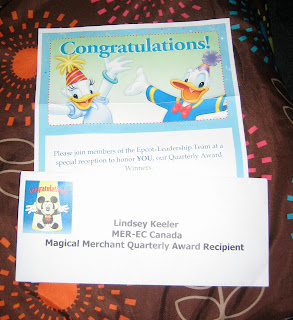 Congratulations!
Please join members of the Epcot Leadership Team at a
special reception to honor YOU, our Quarterly Award
Winners
Congratulations!
Lindsey Keeler
MER-EC Canada
Magical Merchant Quarterly Award Recipient